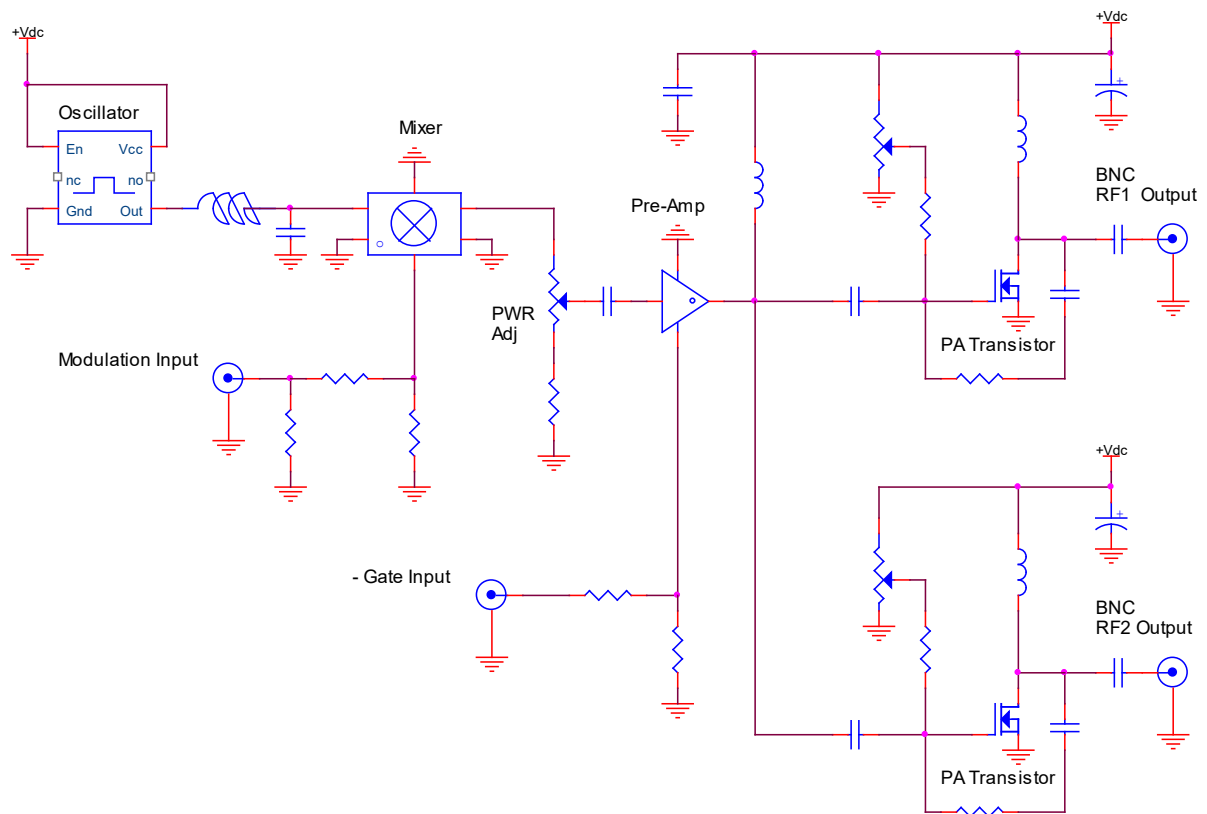 +Vdc
+Vdc
Oscillator
Mixer
En Vcc
nc no
Gnd Out
BNC
RF1 Output
Pre-Amp
PWR
Adj
PA Transistor
Modulation Input
+Vdc
- Gate Input
BNC
RF2 Output
PA Transistor